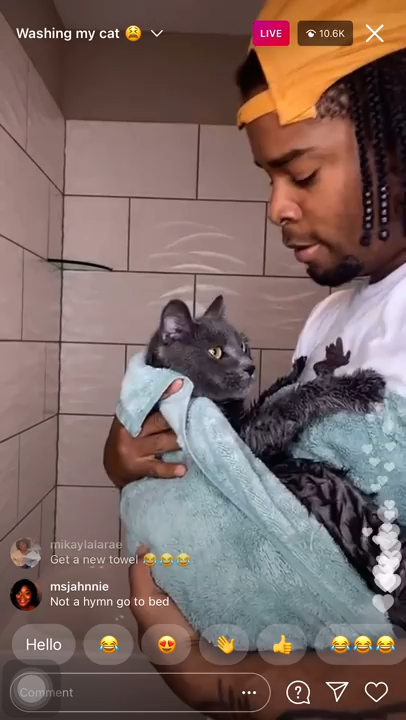 Washing my cat 😫
LIVE
10.6K
mikaylalarae
Get a new towel 😂😂😂
msjahnnie
Not a hymn go to bed
Hello
😂 😍 👋 👍 😂😂😂
Comment